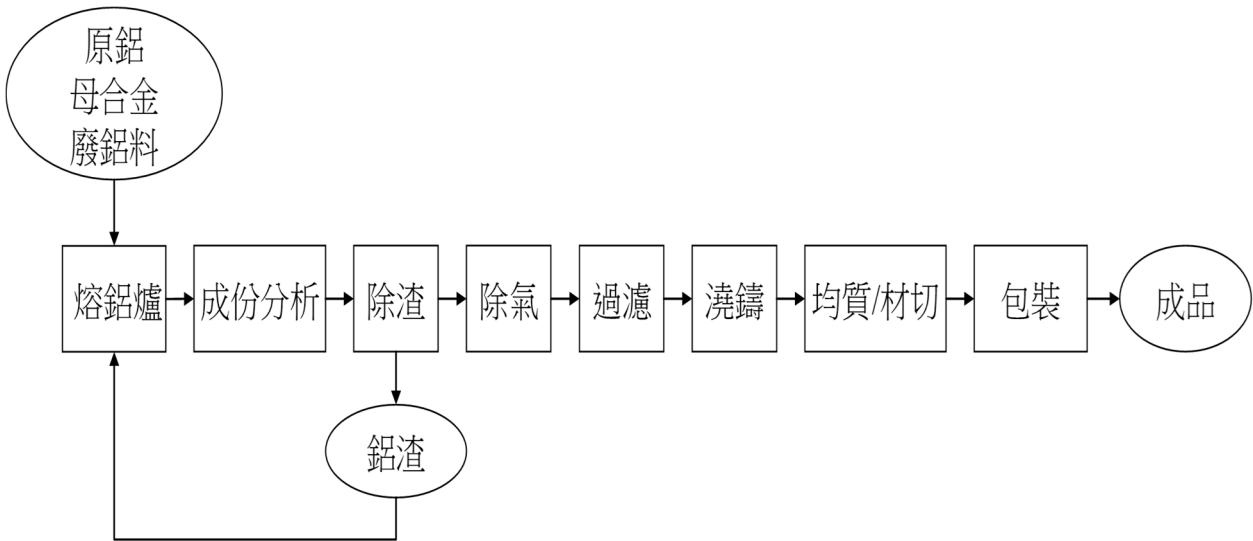 原鋁
母合金
廢鋁料
熔鋁爐
成份分析
除渣
除氣
過濾
澆鑄
均質/材切
包裝
成品
鋁渣